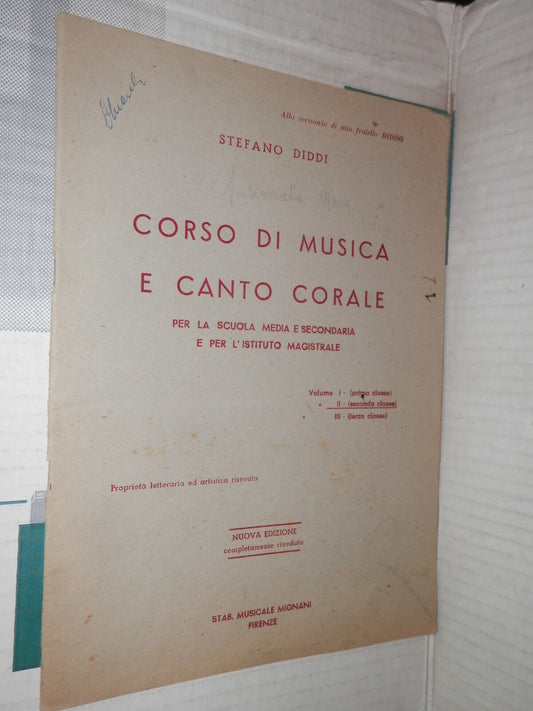 Alla memoria di mio fratello DIDDO
STEFANO DIDDI
CORSO DI MUSICA
E CANTO CORALE
PER LA SCUOLA MEDIA E SECONDARIA
E PER L'ISTITUTO MAGISTRALE
Volume I - (prima classe)
II - (seconda classe)
III - (terza classe)
Proprietà letteraria ed artistica risevata
NUOVA EDIZIONE
completamente riveduta
STAB. MUSICALE MIGNANI
FIRENZE